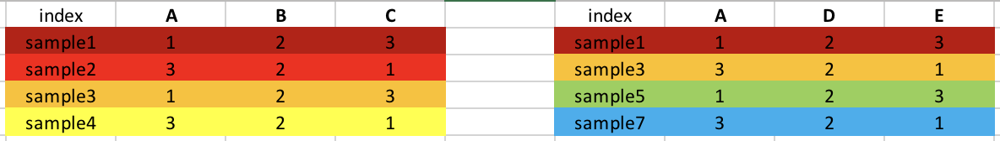 index A B C index A D E
sample1 1 2 3 sample1 1 2 3
sample2 3 2 1 sample3 3 2 1
sample3 1 2 3 sample5 1 2 3
sample4 3 2 1 sample7 3 2 1